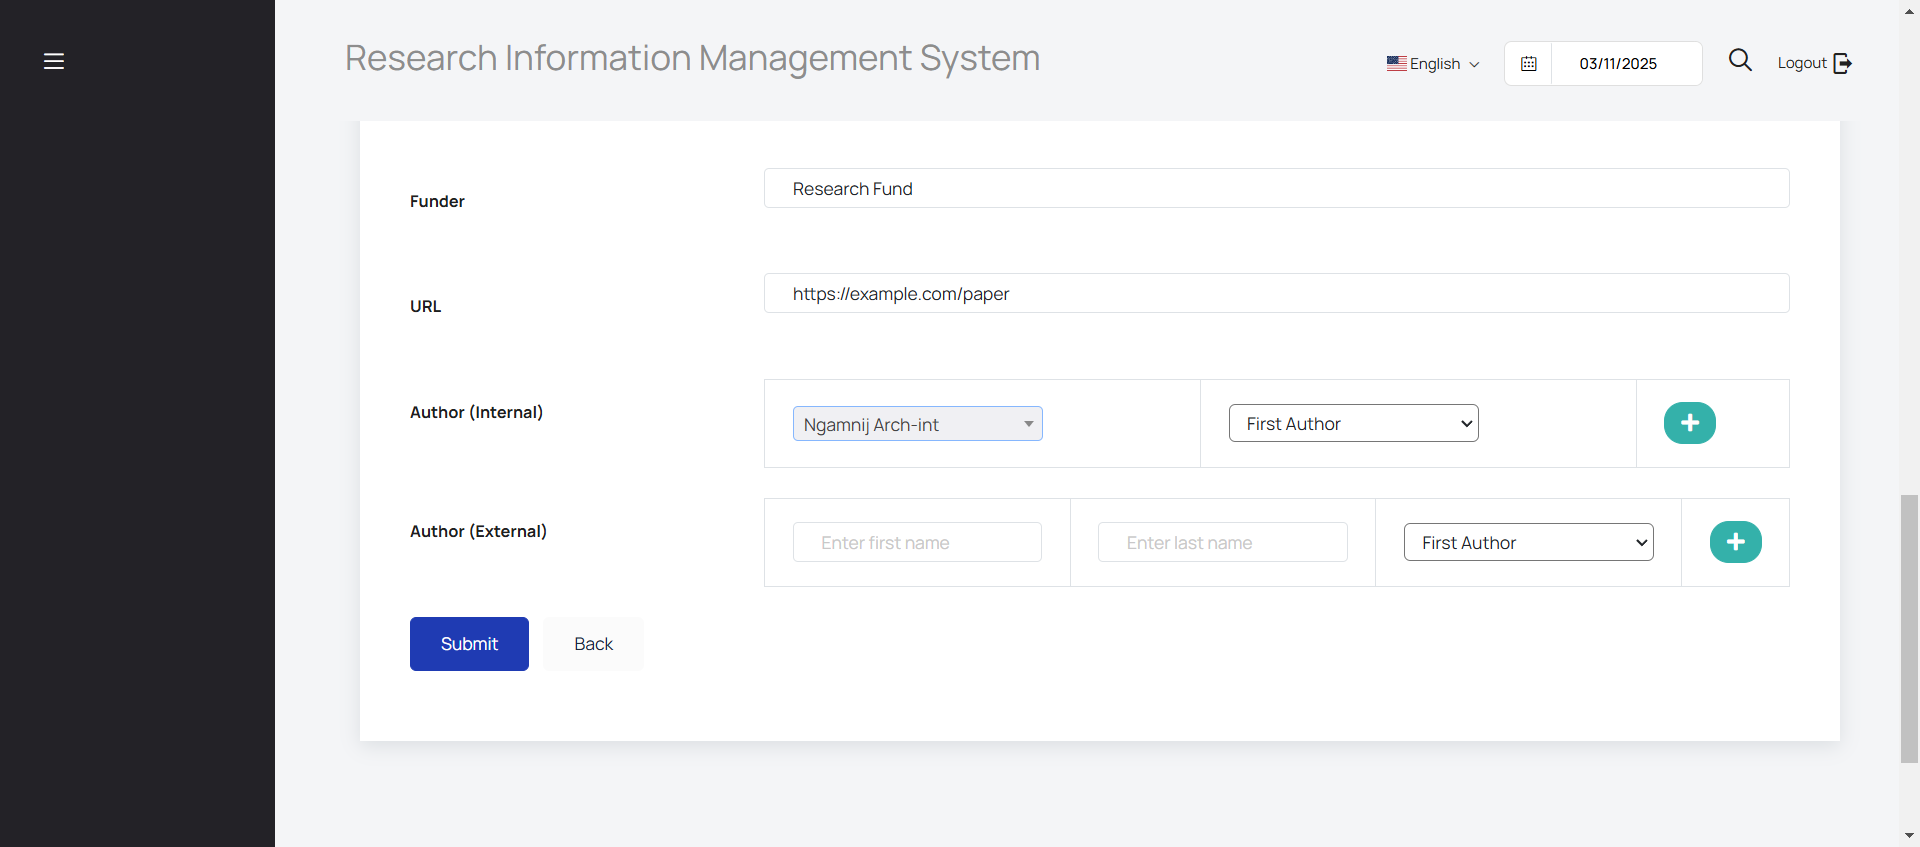 Research Information Management System
English
03/11/2025
Logout
Funder
Research Fund
URL
https://example.com/paper
Author (Internal)
Ngamnij Arch-int
First Author
Author (External)
Enter first name
Enter last name
First Author
Submit
Back